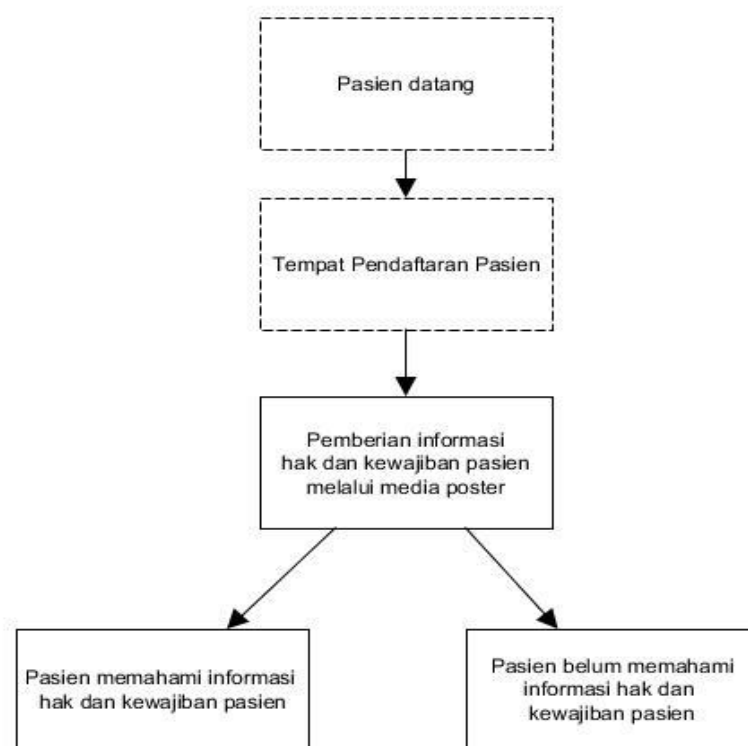 Pasien datang
Tempat Pendaftaran Pasien
Pemberian informasi
hak dan kewajiban pasien
melalui media poster
Pasien memahami informasi
hak dan kewajiban pasien
Pasien belum memahami
informasi hak dan
kewajiban pasien